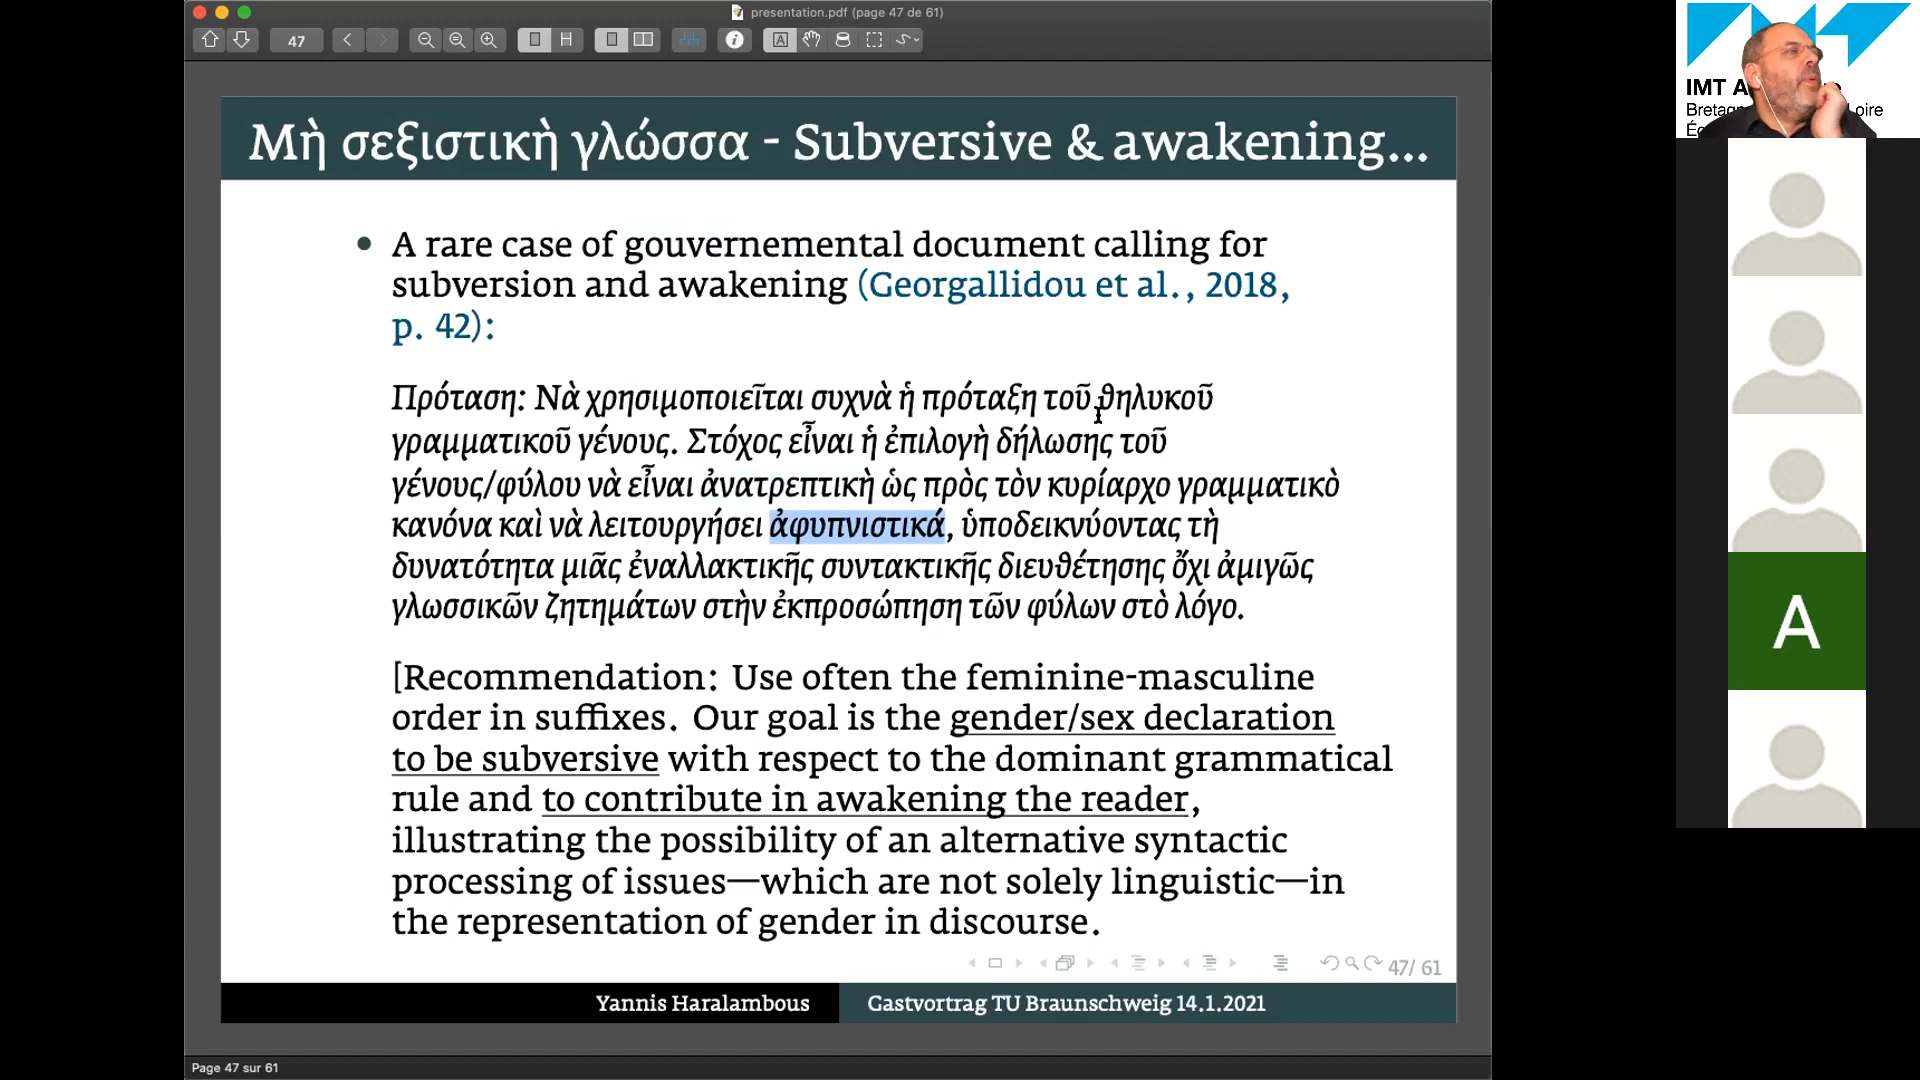 presentation.pdf (page 47 de 61)
47
Μὴ σεξιστικὴ γλώσσα - Subversive & awakening...
• A rare case of gouvernemental document calling for
subversion and awakening (Georgallidou et al., 2018,
p. 42):
Πρόταση: Νὰ χρησιμοποιεῖται συχνὰ ἡ πρόταξη τοῦ θηλυκοῦ
γραμματικοῦ γένους. Στόχος εἶναι ἡ ἐπιλογὴ δήλωσης τοῦ
γένους/φύλου νὰ εἶναι ἀνατρεπτικὴ ὡς πρὸς τὸν κυρίαρχο γραμματικὸ
κανόνα καὶ νὰ λειτουργήσει ἀφυπνιστικά, ὑποδεικνύοντας τὴ
δυνατότητα μιᾶς ἐναλλακτικῆς συντακτικῆς διευθέτησης ὄχι ἀμιγῶς
γλωσσικῶν ζητημάτων στὴν ἐκπροσώπηση τῶν φύλων στὸ λόγο.
[Recommendation: Use often the feminine-masculine
order in suffixes. Our goal is the gender/sex declaration
to be subversive with respect to the dominant grammatical
rule and to contribute in awakening the reader,
illustrating the possibility of an alternative syntactic
processing of issues—which are not solely linguistic—in
the representation of gender in discourse.
47/ 61
Yannis Haralambous
Gastvortrag TU Braunschweig 14.1.2021
Page 47 sur 61
IMT
A